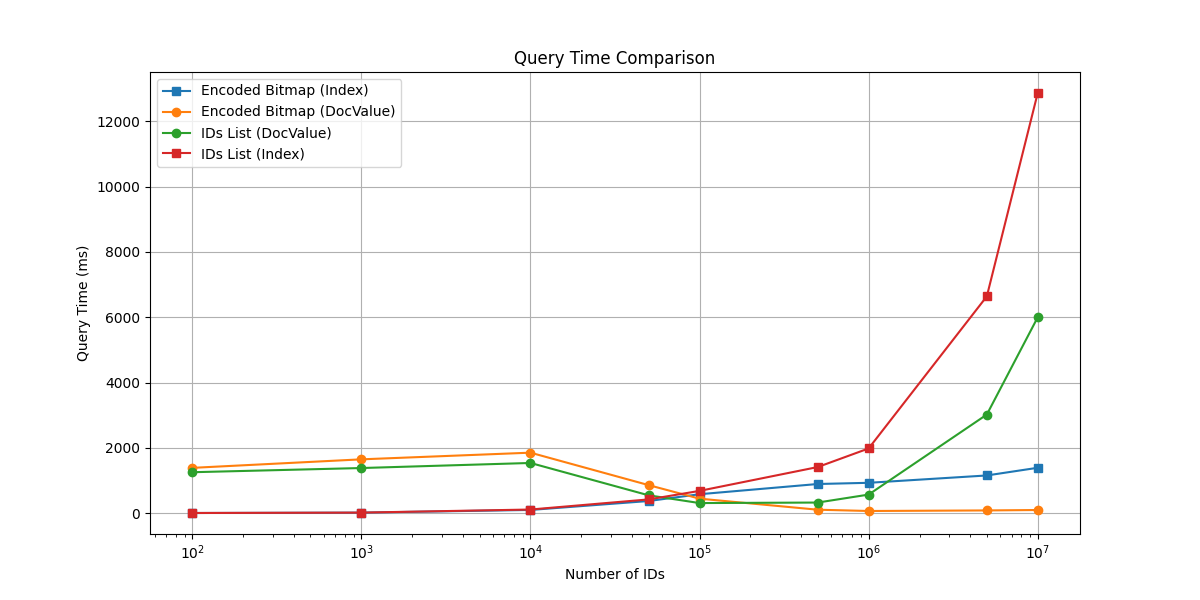 Query Time Comparison
Encoded Bitmap (Index)
Encoded Bitmap (DocValue)
IDs List (DocValue)
IDs List (Index)
Query Time (ms)
12000
10000
8000
6000
4000
2000
0
10² 10³ 10⁴ 10⁵ 10⁶ 10⁷
Number of IDs